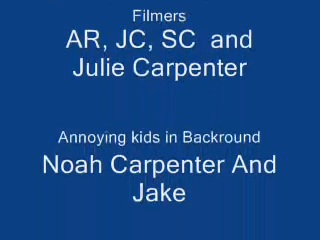 Filmers
AR, JC, SC  and
Julie Carpenter
Annoying kids in Backround
Noah Carpenter And
Jake